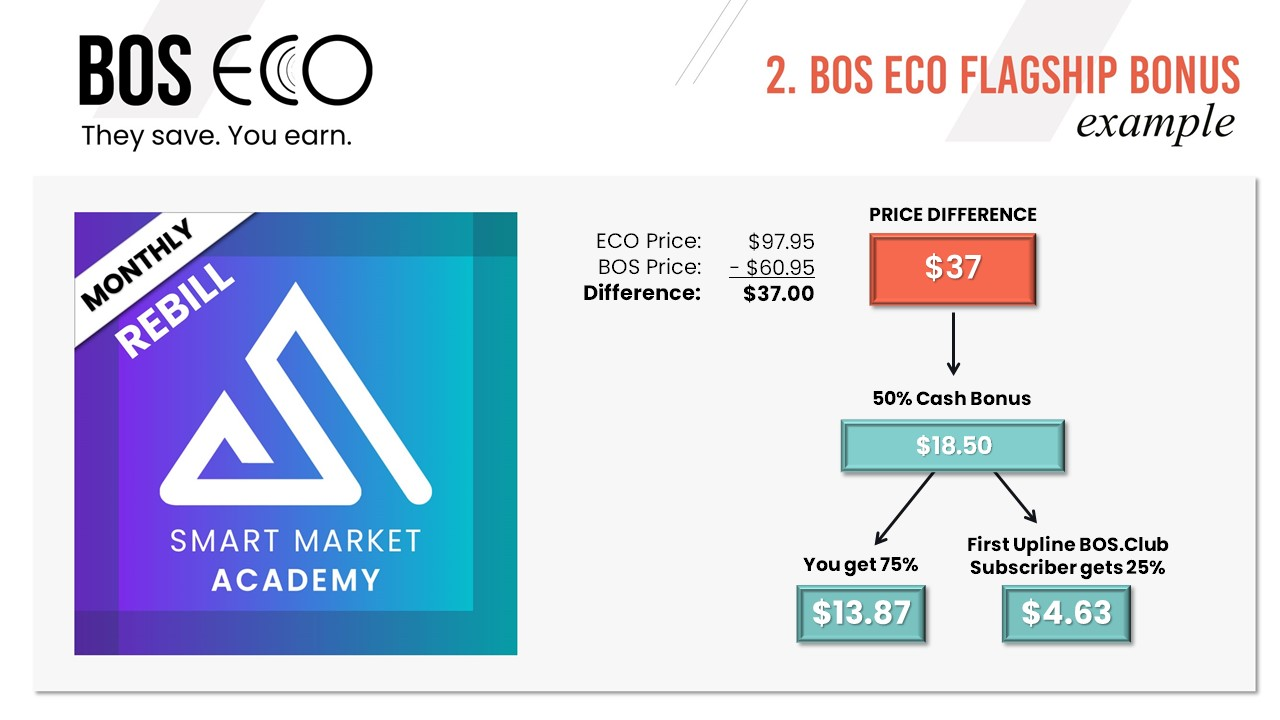 BOS ECO
They save. You earn.
2. BOS ECO FLAGSHIP BONUS
example
MONTHLY
REBILL
SMART MARKET
ACADEMY
ECO Price: $97.95
BOS Price: - $60.95
Difference: $37.00
PRICE DIFFERENCE
$37
50% Cash Bonus
$18.50
You get 75%
$13.87
First Upline BOS.Club
Subscriber gets 25%
$4.63